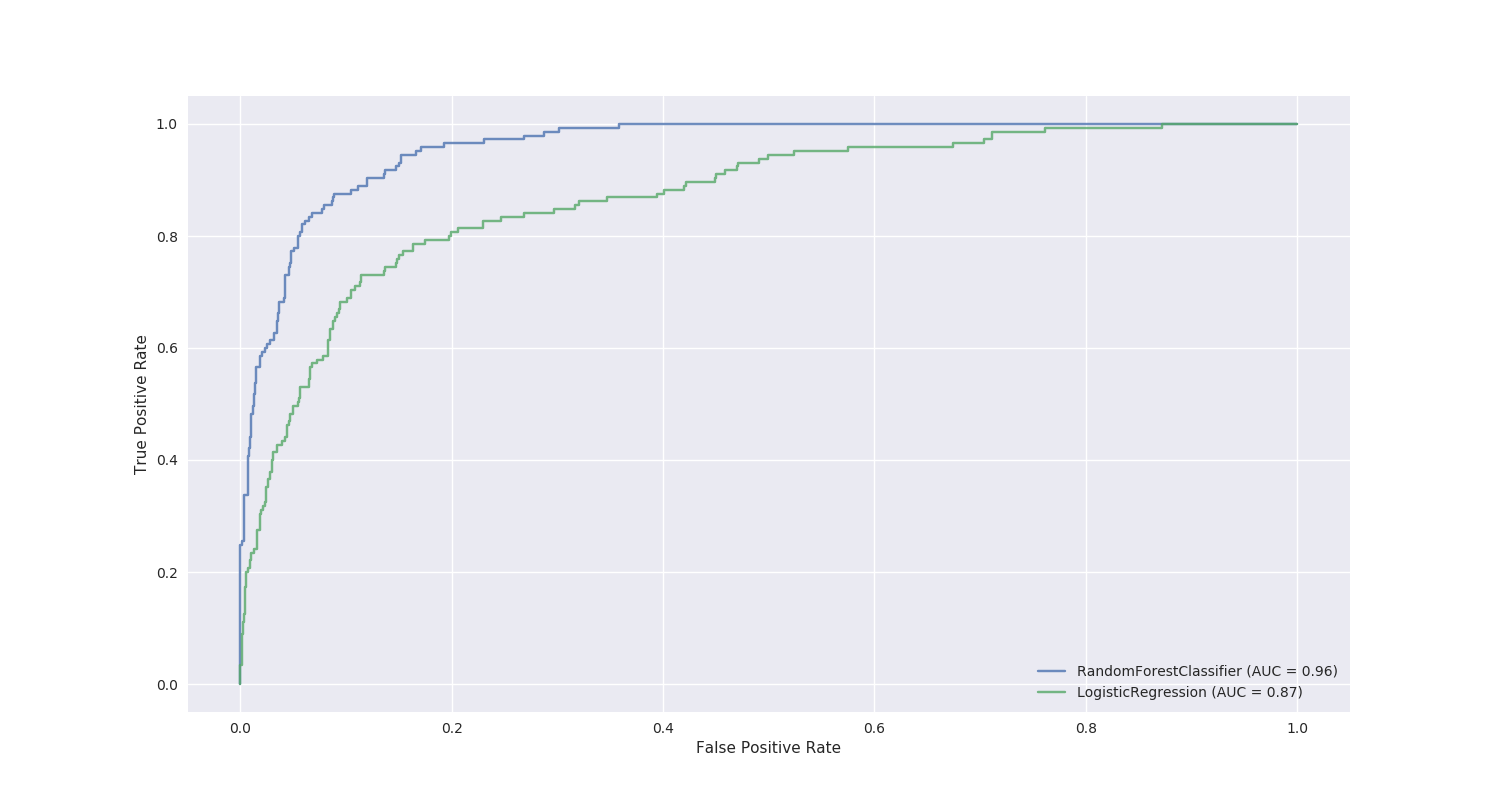 1.0
0.8
0.6
0.4
0.2
0.0
True Positive Rate
RandomForestClassifier (AUC = 0.96)
LogisticRegression (AUC = 0.87)
0.0 0.2 0.4 0.6 0.8 1.0
False Positive Rate